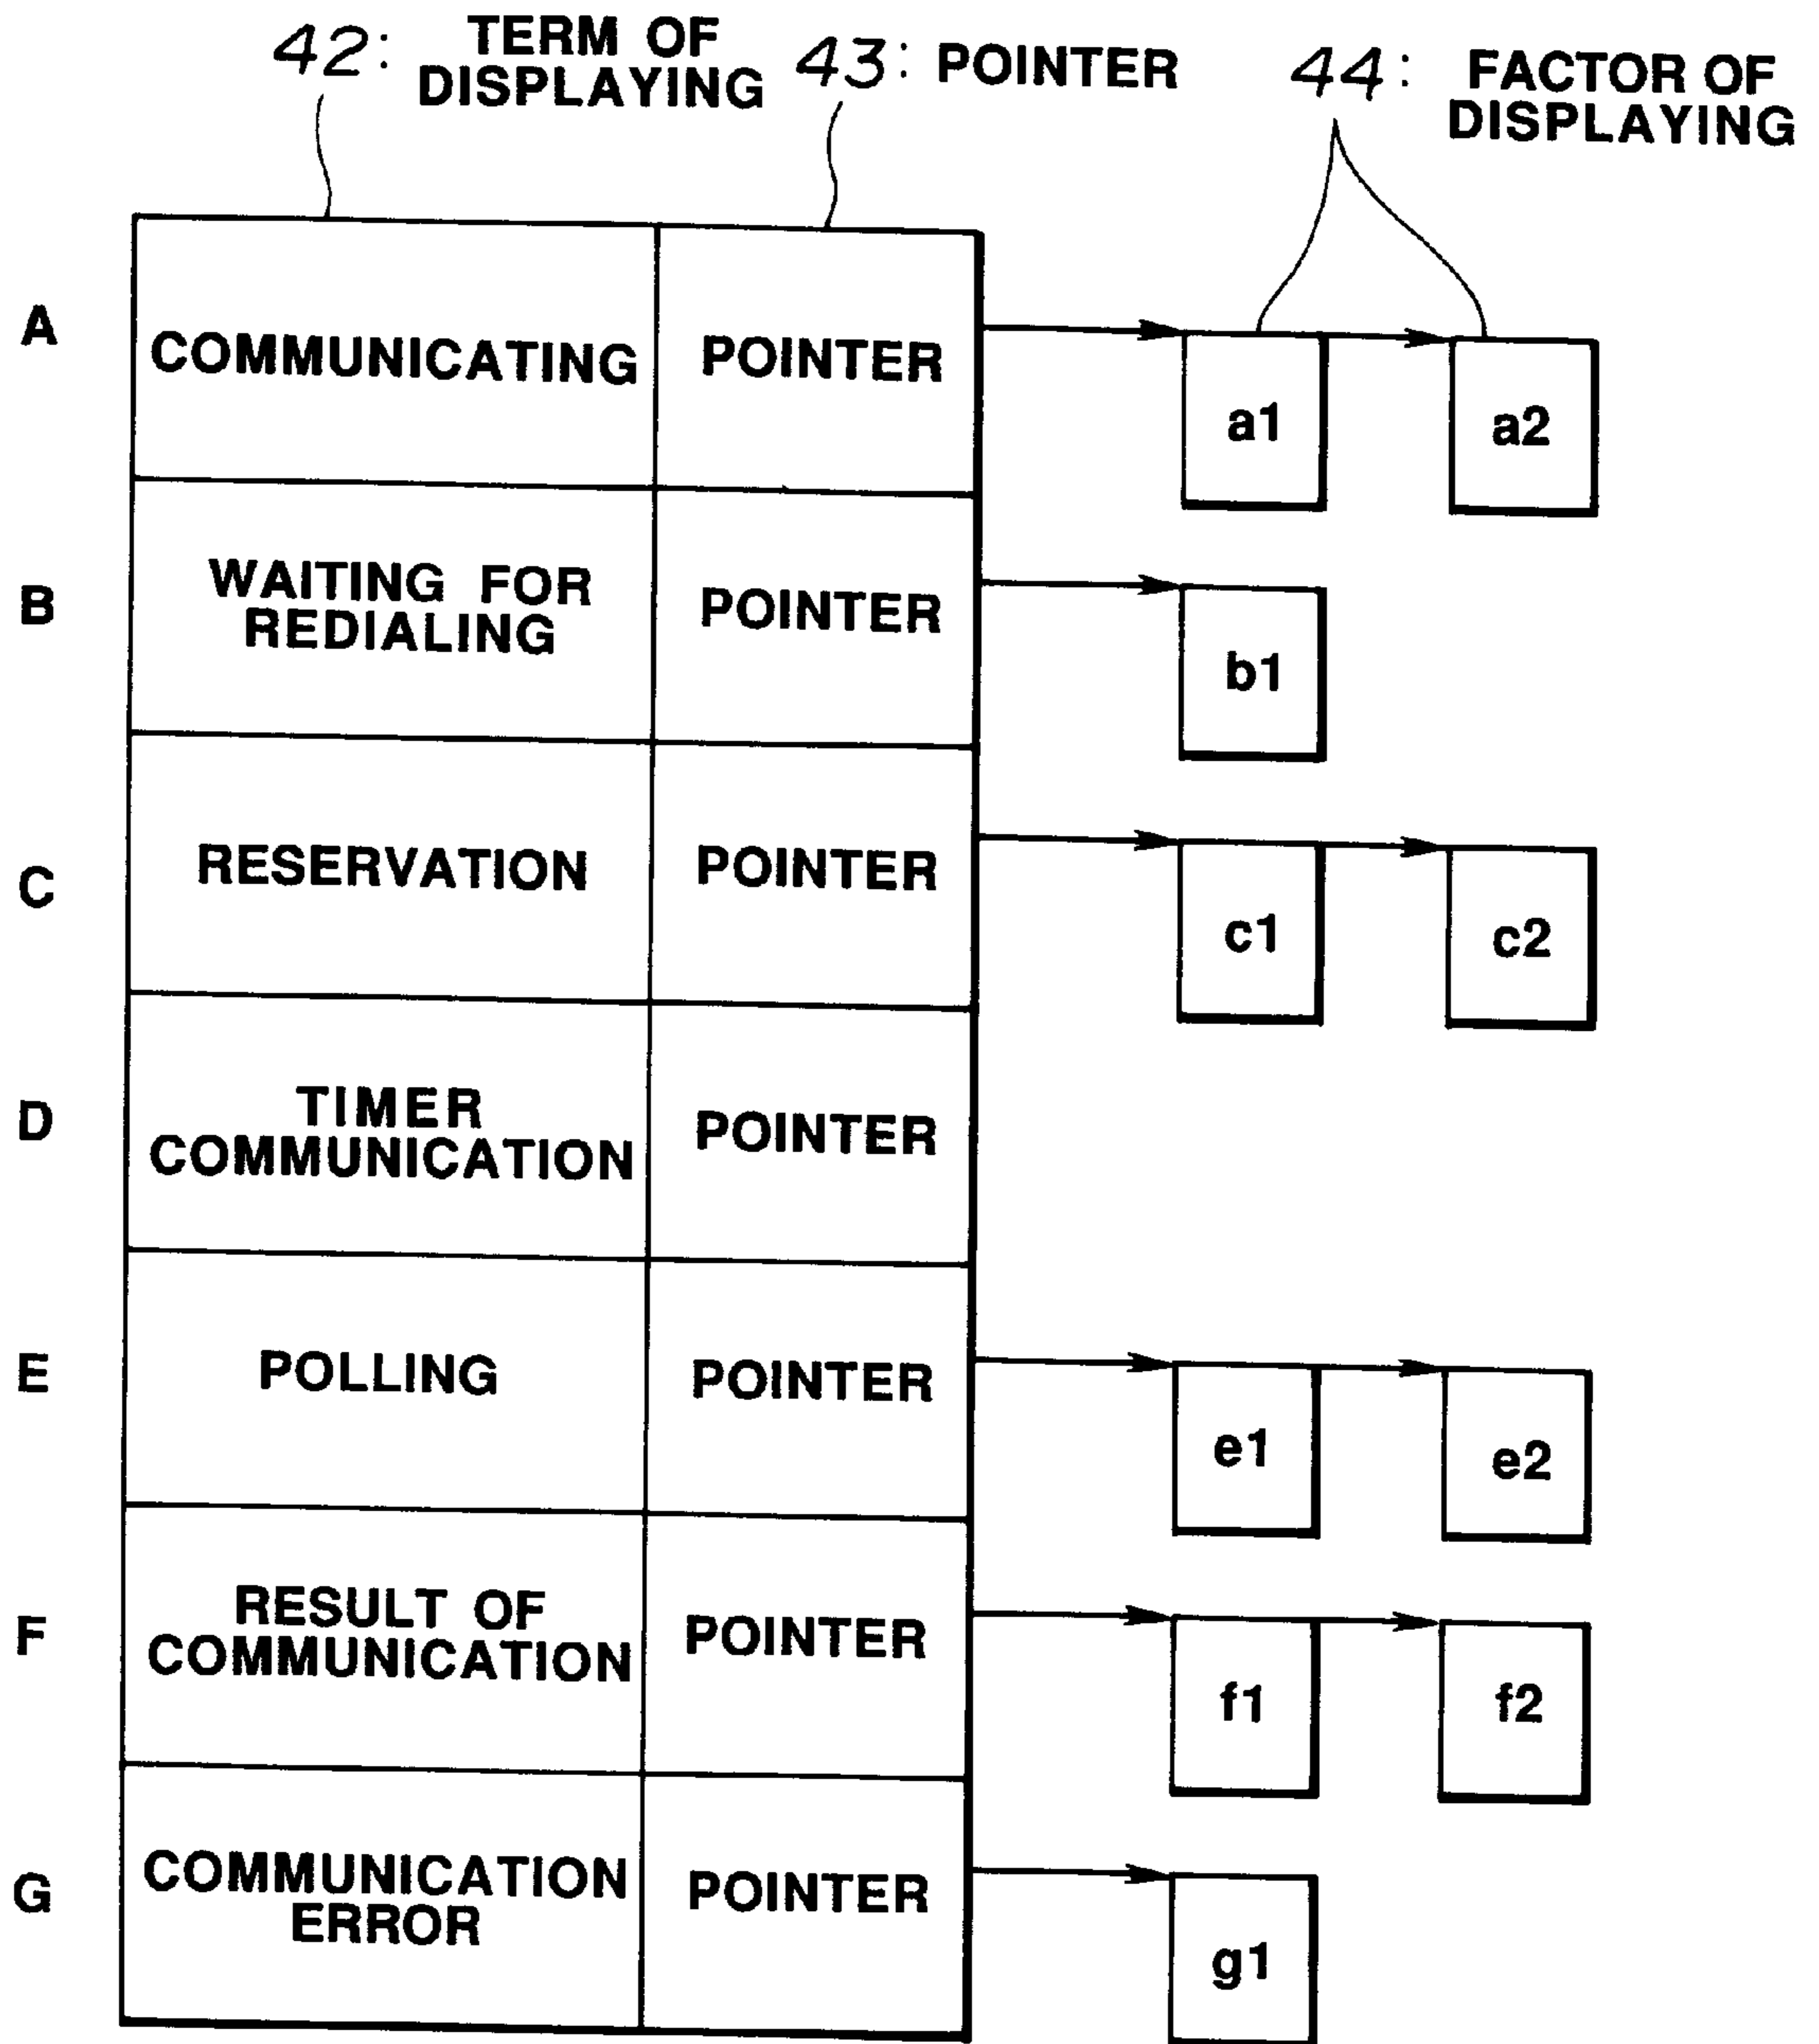 42: TERM OF
DISPLAYING
43: POINTER
44: FACTOR OF
DISPLAYING
A
COMMUNICATING
POINTER
a1
a2
B
WAITING FOR
REDIALING
POINTER
b1
C
RESERVATION
POINTER
c1
c2
D
TIMER
COMMUNICATION
POINTER
E
POLLING
POINTER
e1
e2
F
RESULT OF
COMMUNICATION
POINTER
f1
f2
G
COMMUNICATION
ERROR
POINTER
g1